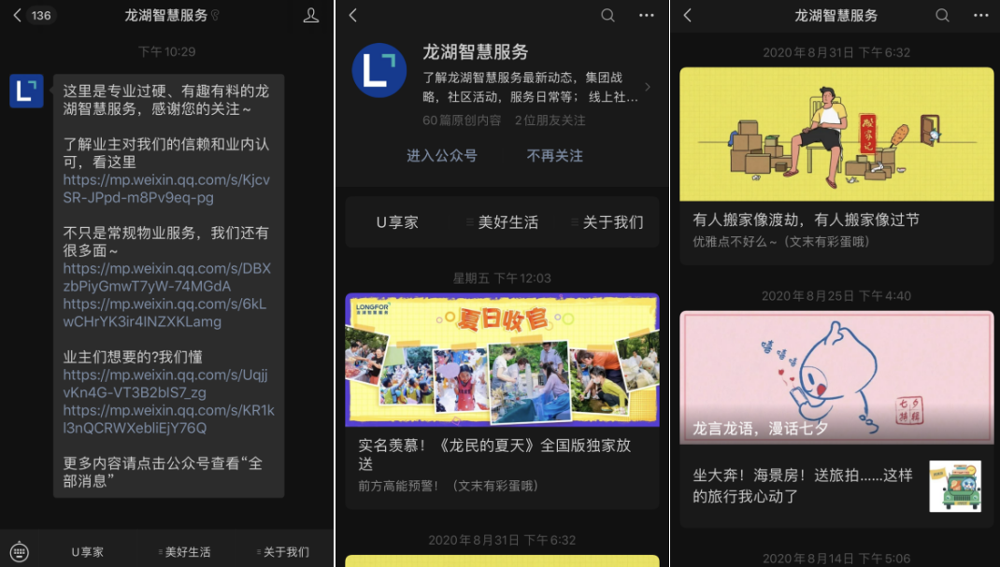 136
龙湖智慧服务
下午10:29
这里是专业过硬、有趣有料的龙
湖智慧服务，感谢您的关注～
了解业主对我们的信赖和业内认
可，看这里
https://mp.weixin.qq.com/s/Kjcv
SR-JPpd-m8Pv9eq-pg
不只是常规物业服务，我们还有
很多面～
https://mp.weixin.qq.com/s/DBX
zbPiyGmwT7yW-74MGdA
https://mp.weixin.qq.com/s/6kL
wCHrYK3ir4INZXKLamg
业主们想要的?我们懂
https://mp.weixin.qq.com/s/Uqjj
vKn4G-VT3B2blS7_zg
https://mp.weixin.qq.com/s/KR1k
l3nQCRWXebliEjY76Q
更多内容请点击公众号查看“全
部消息”
U享家
美好生活
关于我们
龙湖智慧服务
了解龙湖智慧服务最新动态，集团战
略，社区活动，服务日常等； 线上社...
60篇原创内容 2位朋友关注
进入公众号
不再关注
U享家
美好生活
关于我们
星期五 下午12:03
LONGFOR
龙湖智慧服务
夏日收官
实名羡慕！《龙民的夏天》全国版独家放
送
前方高能预警！（文末有彩蛋哦）
2020年8月31日 下午6:32
龙湖智慧服务
2020年8月31日 下午6:32
搬家记
有人搬家像渡劫，有人搬家像过节
优雅点不好么～（文末有彩蛋哦）
2020年8月25日 下午4:40
嘻嘻嘻
龙言龙语，漫话七夕
坐大奔！海景房！送旅拍......这样
的旅行我心动了
2020年8月14日 下午5:06